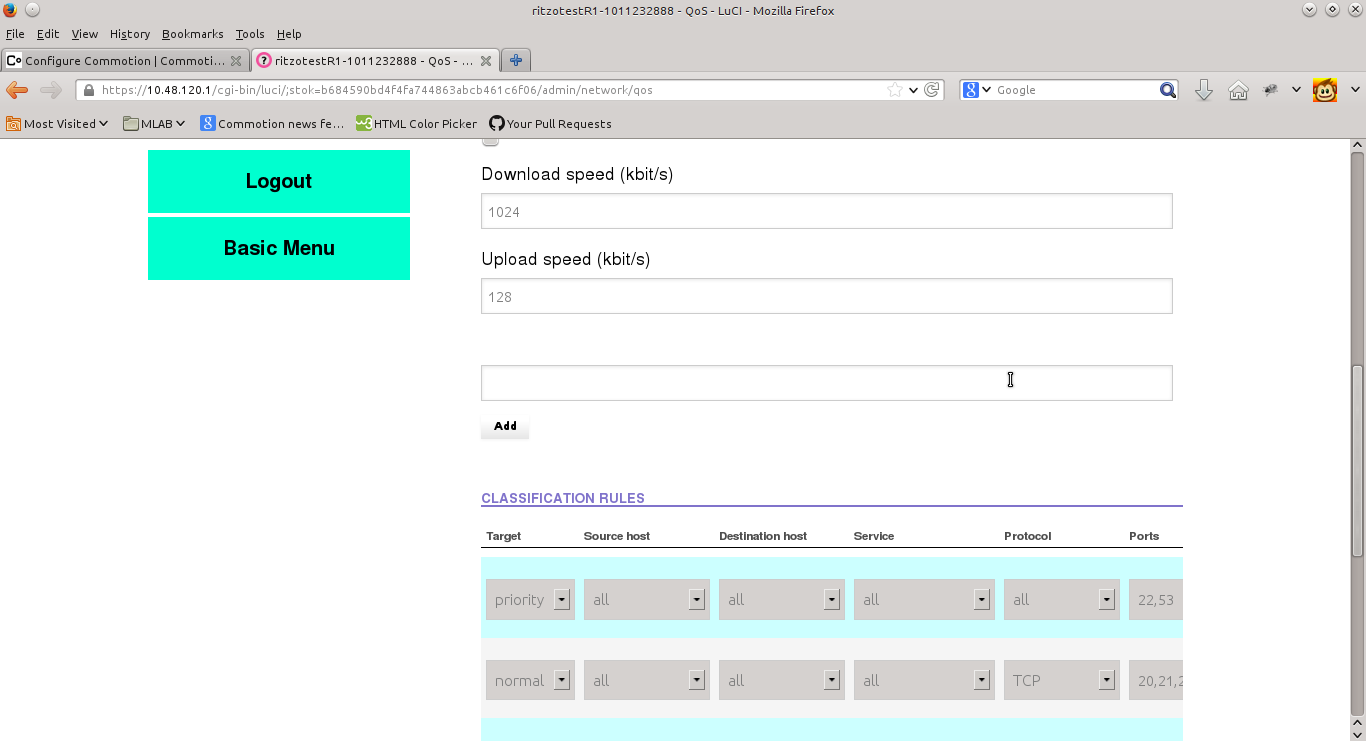 ritzotestR1-1011232888 - QoS - LuCI - Mozilla Firefox
File Edit View History Bookmarks Tools Help
Configure Commotion | Commoti... ritzotestR1-1011232888 - QoS - ...
https://10.48.120.1/cgi-bin/luci/;stok=b684590bd4f4fa744863abcb461c6f06/admin/network/qos Google
Most Visited MLAB Commotion news fe... HTML Color Picker Your Pull Requests
Logout
Basic Menu
Download speed (kbit/s)
1024
Upload speed (kbit/s)
128
Add
CLASSIFICATION RULES
Target Source host Destination host Service Protocol Ports
priority all all all all 22,53
normal all all all TCP 20,21,2